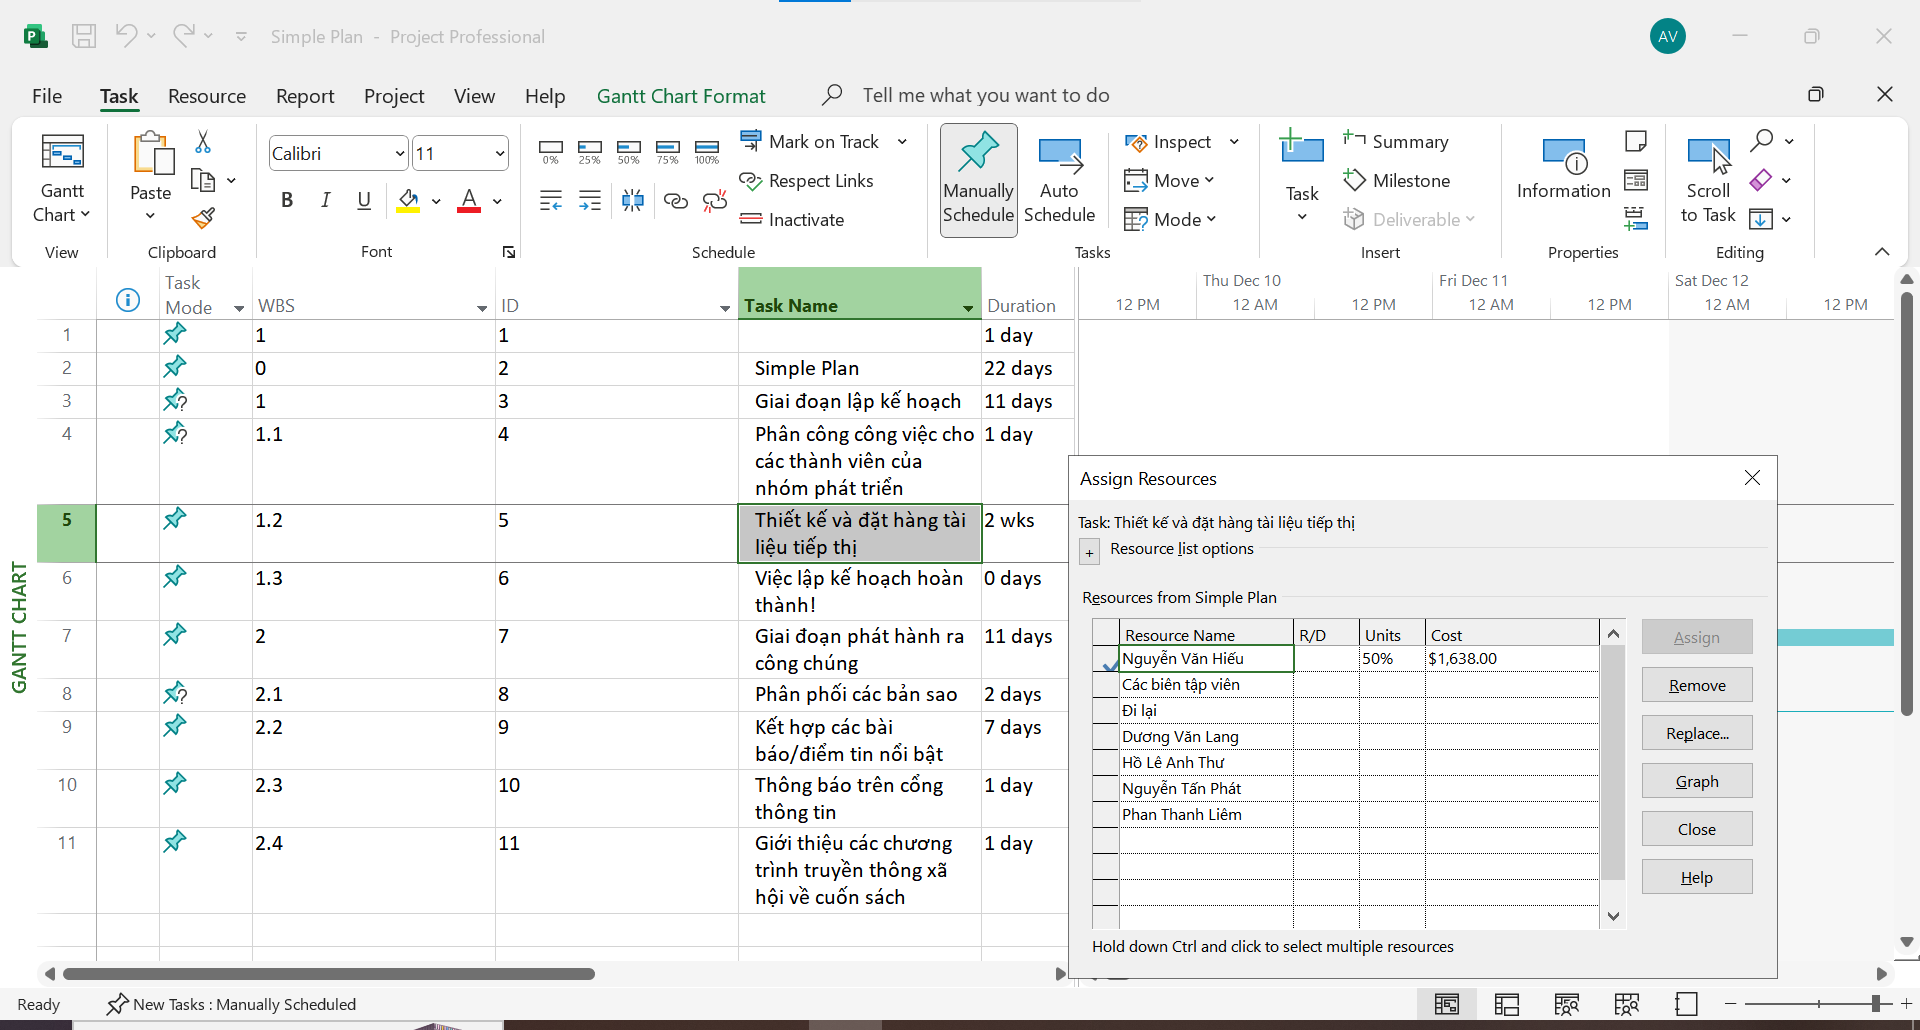 Simple Plan - Project Professional
AV
File Task Resource Report Project View Help Gantt Chart Format Tell me what you want to do
Gantt
Chart
View
Paste
Clipboard
Calibri 11
B I U A
Font
0% 25% 50% 75% 100%
Mark on Track
Respect Links
Inactivate
Schedule
Manually
Schedule
Auto
Schedule
Inspect
Move
Mode
Tasks
Task
Summary
Milestone
Deliverable
Insert
Information
Properties
Scroll
to Task
Editing
Task
Mode WBS ID Task Name Duration
Thu Dec 10 Fri Dec 11 Sat Dec 12
12 PM 12 AM 12 PM 12 AM 12 PM 12 AM 12 PM
1 1 1 1 day
2 0 2 Simple Plan 22 days
3 1 3 Giai đoạn lập kế hoạch 11 days
4 1.1 4 Phân công công việc cho 1 day
các thành viên của
nhóm phát triển
5 1.2 5 Thiết kế và đặt hàng tài 2 wks
liệu tiếp thị
6 1.3 6 Việc lập kế hoạch hoàn 0 days
thành!
7 2 7 Giai đoạn phát hành ra 11 days
công chúng
8 2.1 8 Phân phối các bản sao 2 days
9 2.2 9 Kết hợp các bài 7 days
báo/điểm tin nổi bật
10 2.3 10 Thông báo trên cổng 1 day
thông tin
11 2.4 11 Giới thiệu các chương 1 day
trình truyền thông xã
hội về cuốn sách
GANTT CHART
Assign Resources
Task: Thiết kế và đặt hàng tài liệu tiếp thị
+ Resource list options
Resources from Simple Plan
Resource Name R/D Units Cost
Nguyễn Văn Hiếu 50% $1,638.00
Các biên tập viên
Đi lại
Dương Văn Lang
Hồ Lê Anh Thư
Nguyễn Tấn Phát
Phan Thanh Liêm
Assign
Remove
Replace...
Graph
Close
Help
Hold down Ctrl and click to select multiple resources
Ready New Tasks : Manually Scheduled